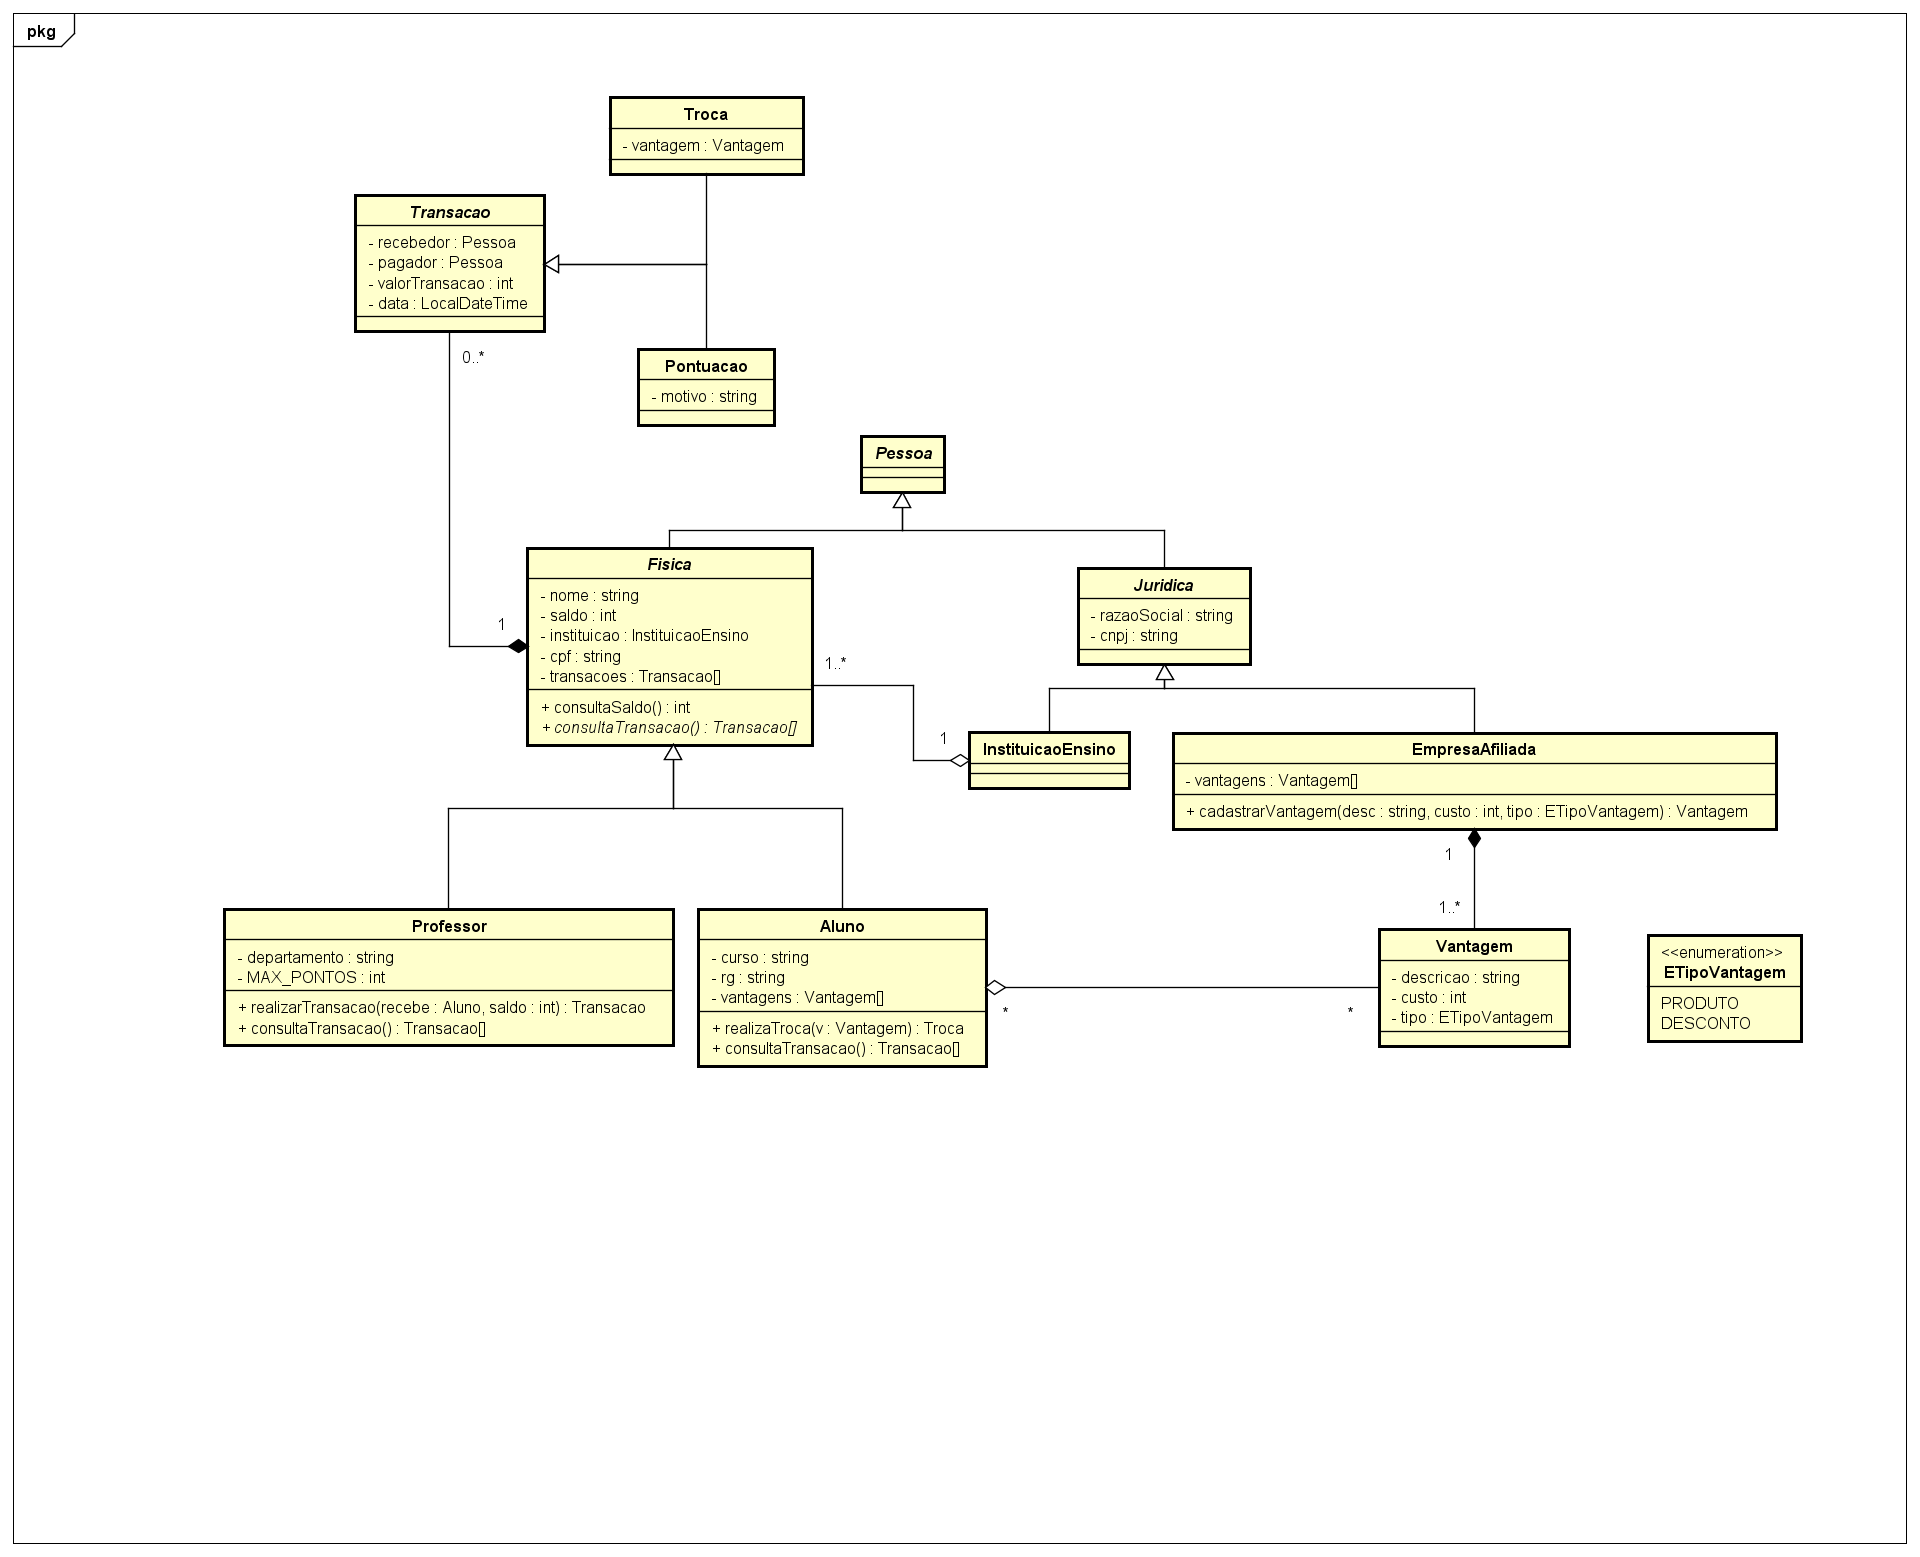 pkg
Troca
- vantagem : Vantagem
Transacao
- recebedor : Pessoa
- pagador : Pessoa
- valorTransacao : int
- data : LocalDateTime
0..*
Pontuacao
- motivo : string
Pessoa
Fisica
- nome : string
- saldo : int
- instituicao : InstituicaoEnsino
- cpf : string
- transacoes : Transacao[]
+ consultaSaldo() : int
+ consultaTransacao() : Transacao[]
1
1..*
Juridica
- razaoSocial : string
- cnpj : string
1
InstituicaoEnsino
EmpresaAfiliada
- vantagens : Vantagem[]
+ cadastrarVantagem(desc : string, custo : int, tipo : ETipoVantagem) : Vantagem
1
1..*
Professor
- departamento : string
- MAX_PONTOS : int
+ realizarTransacao(recebe : Aluno, saldo : int) : Transacao
+ consultaTransacao() : Transacao[]
Aluno
- curso : string
- rg : string
- vantagens : Vantagem[]
+ realizaTroca(v : Vantagem) : Troca
+ consultaTransacao() : Transacao[]
*
*
Vantagem
- descricao : string
- custo : int
- tipo : ETipoVantagem
<<enumeration>>
ETipoVantagem
PRODUTO
DESCONTO